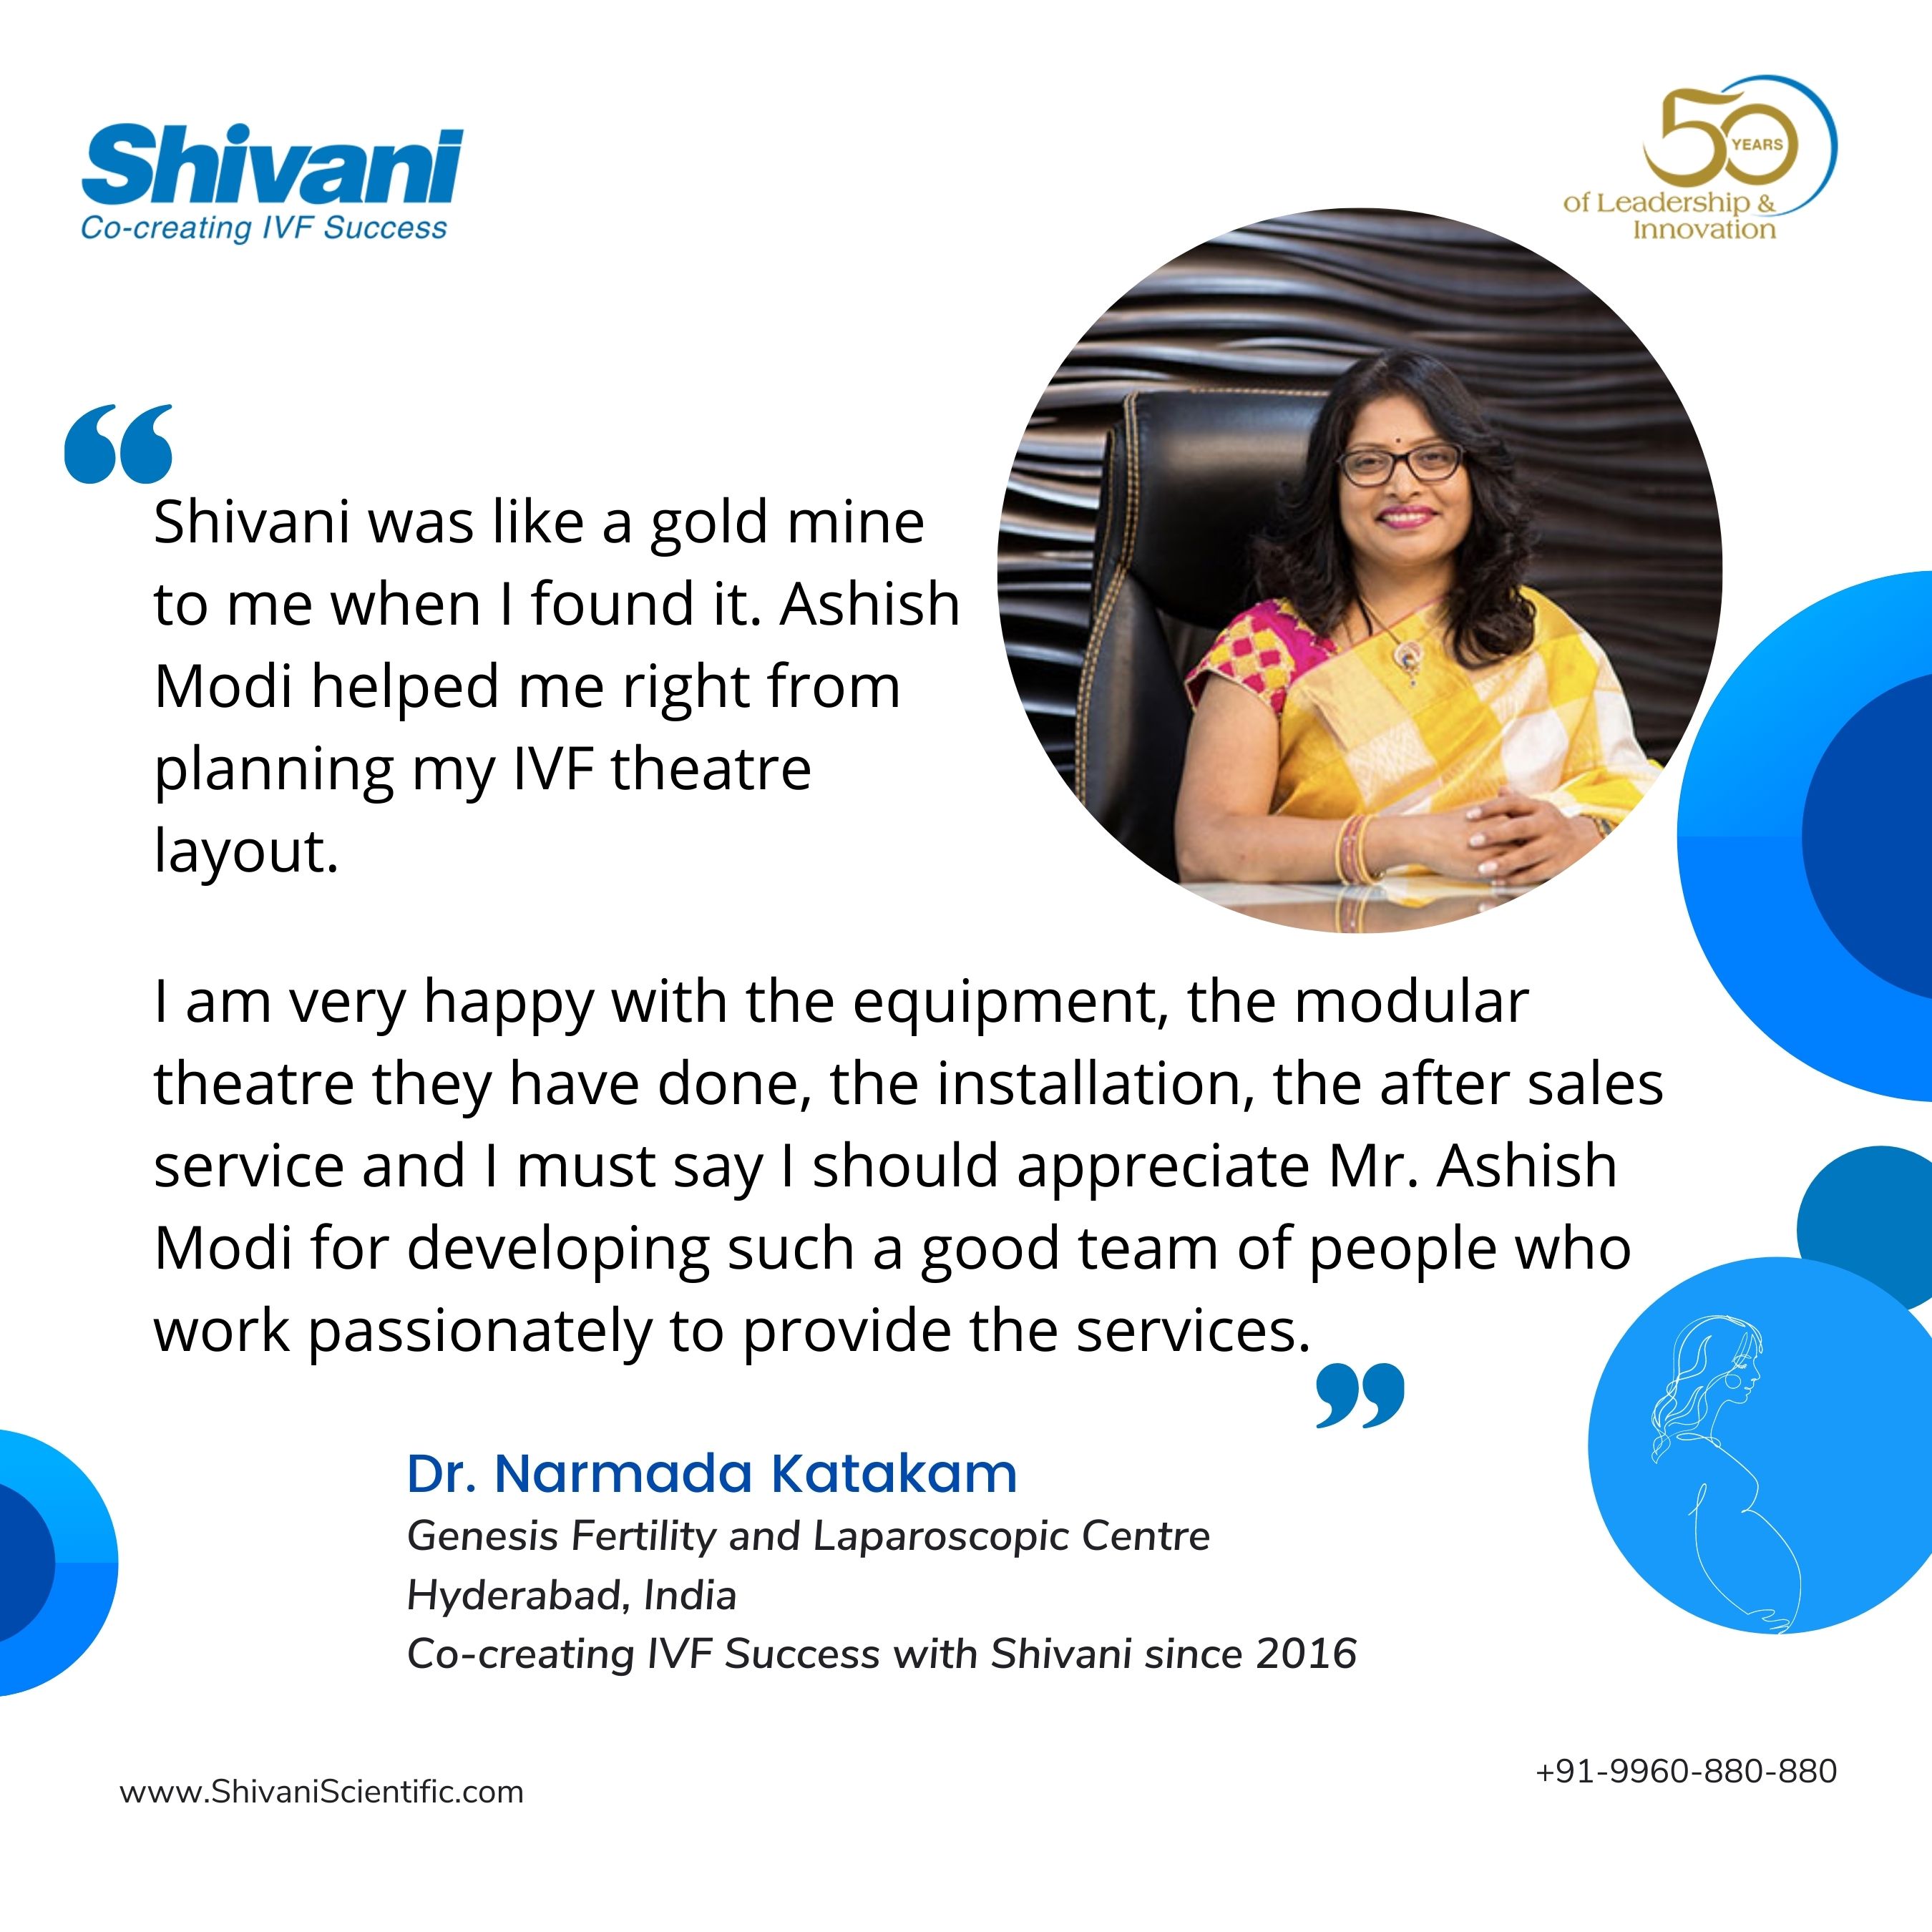 Shivani
Co-creating IVF Success
50
YEARS
of Leadership &
Innovation
“
Shivani was like a gold mine
to me when I found it. Ashish
Modi helped me right from
planning my IVF theatre
layout.
I am very happy with the equipment, the modular
theatre they have done, the installation, the after sales
service and I must say I should appreciate Mr. Ashish
Modi for developing such a good team of people who
work passionately to provide the services.
”
Dr. Narmada Katakam
Genesis Fertility and Laparoscopic Centre
Hyderabad, India
Co-creating IVF Success with Shivani since 2016
www.ShivaniScientific.com
+91-9960-880-880